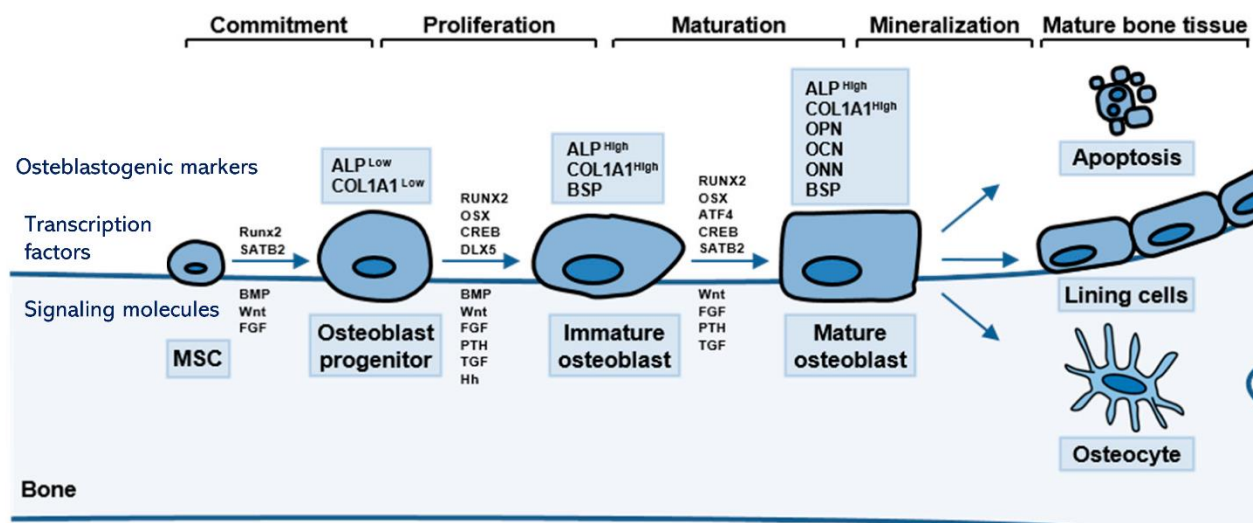 Commitment
Proliferation
Maturation
Mineralization
Mature bone tissue
Osteblastogenic markers
Transcription
factors
Signaling molecules
MSC
Runx2
SATB2
BMP
Wnt
FGF
ALP Low
COL1A1 Low
Osteoblast
progenitor
RUNX2
OSX
CREB
DLX5
BMP
Wnt
FGF
PTH
TGF
Hh
ALP High
COL1A1 High
BSP
Immature
osteoblast
RUNX2
OSX
ATF4
CREB
SATB2
Wnt
FGF
PTH
TGF
ALP High
COL1A1 High
OPN
OCN
ONN
BSP
Mature
osteoblast
Apoptosis
Lining cells
Osteocyte
Bone